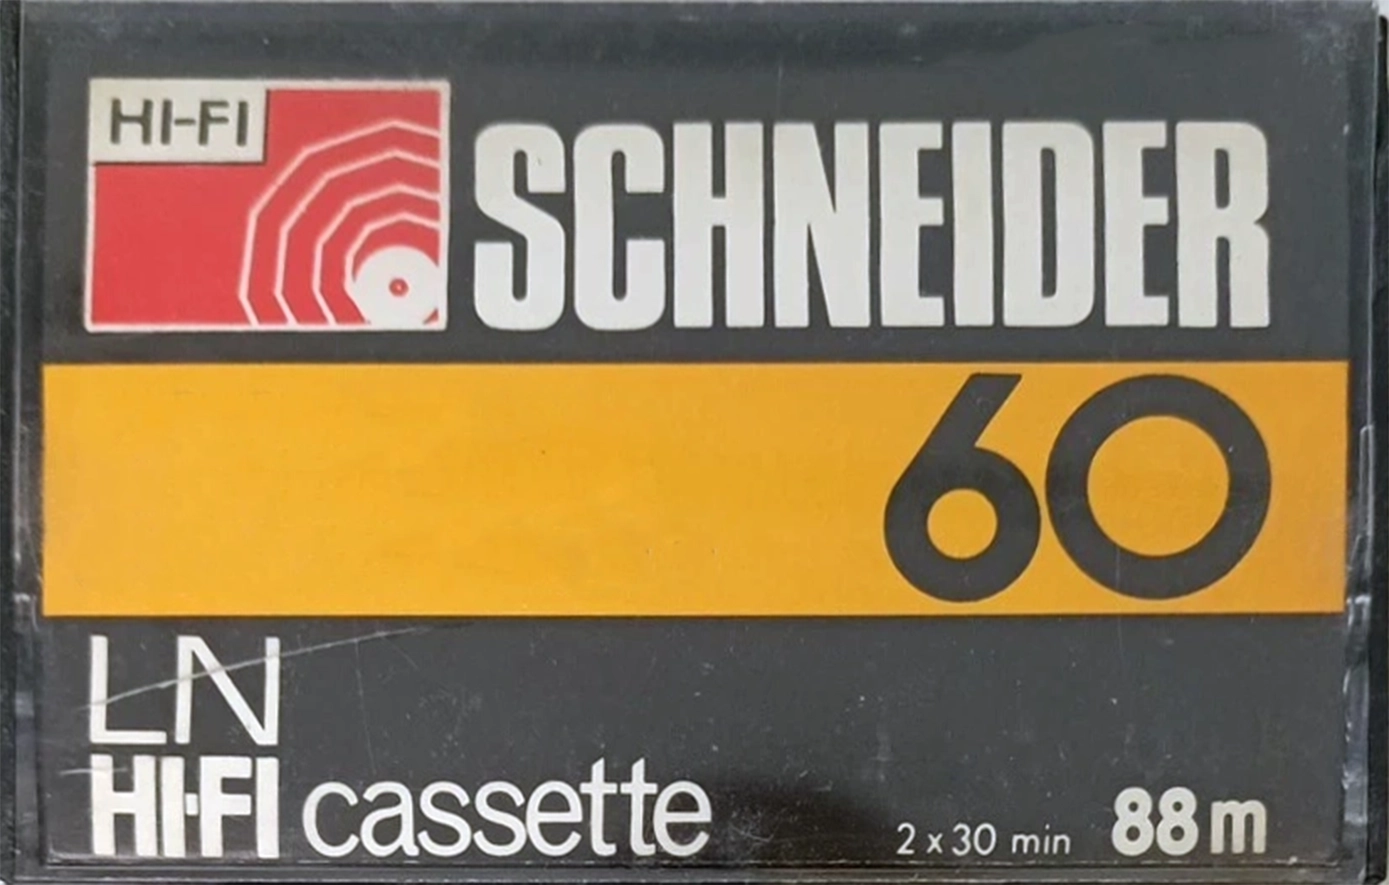 HI-FI
SCHNEIDER
60
LN
HI-FI cassette
2 x 30 min 88 m